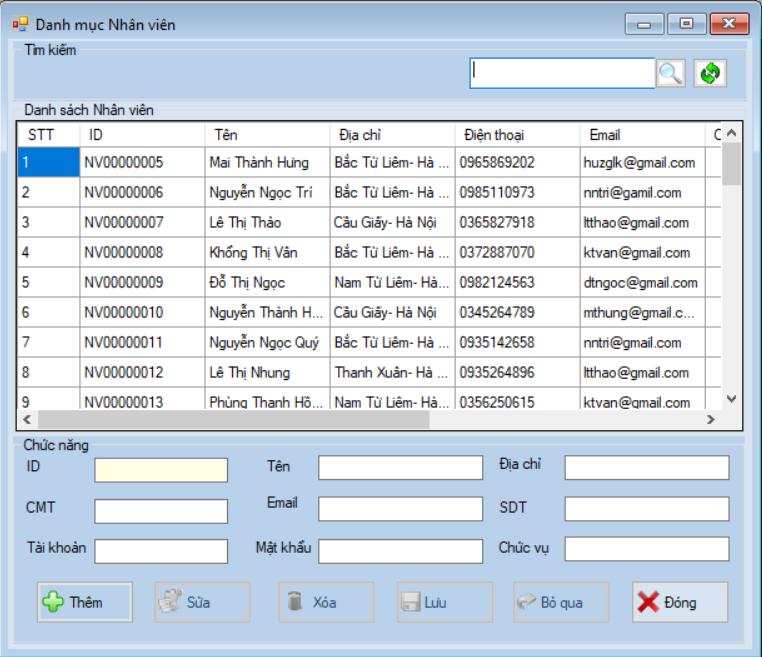 Danh mục Nhân viên
Tìm kiếm
Danh sách Nhân viên
STT ID Tên Địa chỉ Điện thoại Email C
1 NV00000005 Mai Thành Hưng Bắc Từ Liêm- Hà ... 0965869202 huzglk@gmail.com
2 NV00000006 Nguyễn Ngọc Trí Bắc Từ Liêm- Hà ... 0985110973 nntri@gamil.com
3 NV00000007 Lê Thị Thảo Cầu Giấy- Hà Nội 0365827918 ltthao@gmail.com
4 NV00000008 Khổng Thị Vân Bắc Từ Liêm- Hà ... 0372887070 ktvan@gmail.com
5 NV00000009 Đỗ Thị Ngọc Nam Từ Liêm- Hà... 0982124563 dtngoc@gmail.com
6 NV00000010 Nguyễn Thành H... Cầu Giấy- Hà Nội 0345264789 mthung@gmail.c...
7 NV00000011 Nguyễn Ngọc Quý Bắc Từ Liêm- Hà ... 0935142658 nntri@gmail.com
8 NV00000012 Lê Thị Nhung Thanh Xuân- Hà ... 0935264896 ltthao@gmail.com
9 NV00000013 Phùng Thanh Hô... Nam Từ Liêm- Hà... 0356250615 ktvan@gmail.com
Chức năng
ID Tên Địa chỉ
CMT Email SDT
Tài khoản Mật khẩu Chức vụ
Thêm Sửa Xóa Lưu Bỏ qua Đóng